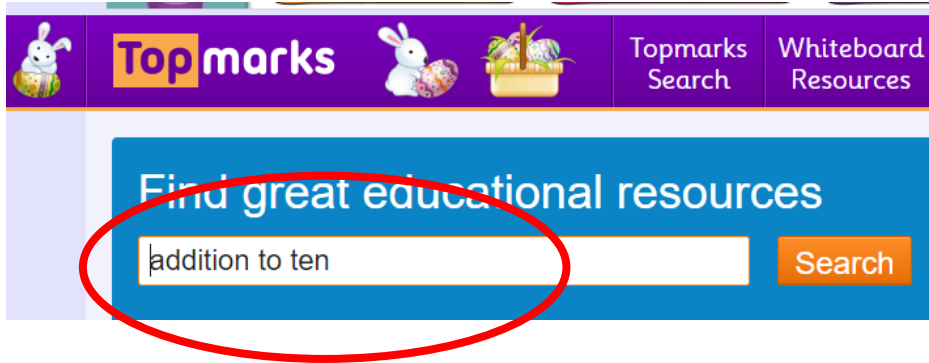 Topmarks
Topmarks Search
Whiteboard Resources
Find great educational resources
addition to ten
Search